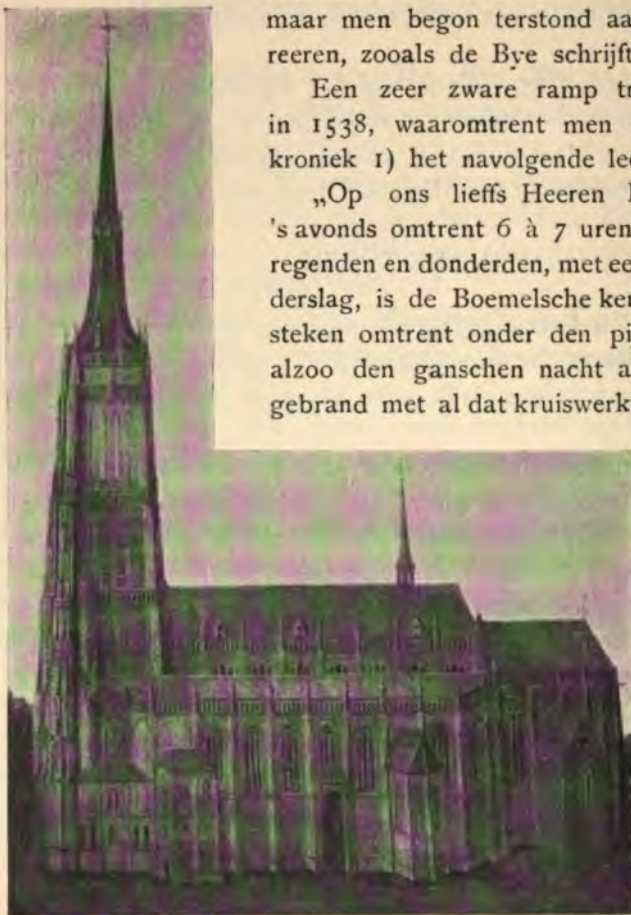 maar men begon terstond aa
reeren, zooals de Bye schrijft
Een zeer zware ramp tr
in 1538, waaromtrent men
kroniek 1) het navolgende lee
„Op ons lieffs Heeren
's avonds omtrent 6 à 7 uren
regenden en donderden, met ee
derslag, is de Boemelsche ker
steken omtrent onder den pi
alzoo den ganschen nacht a
gebrand met al dat kruiswerk